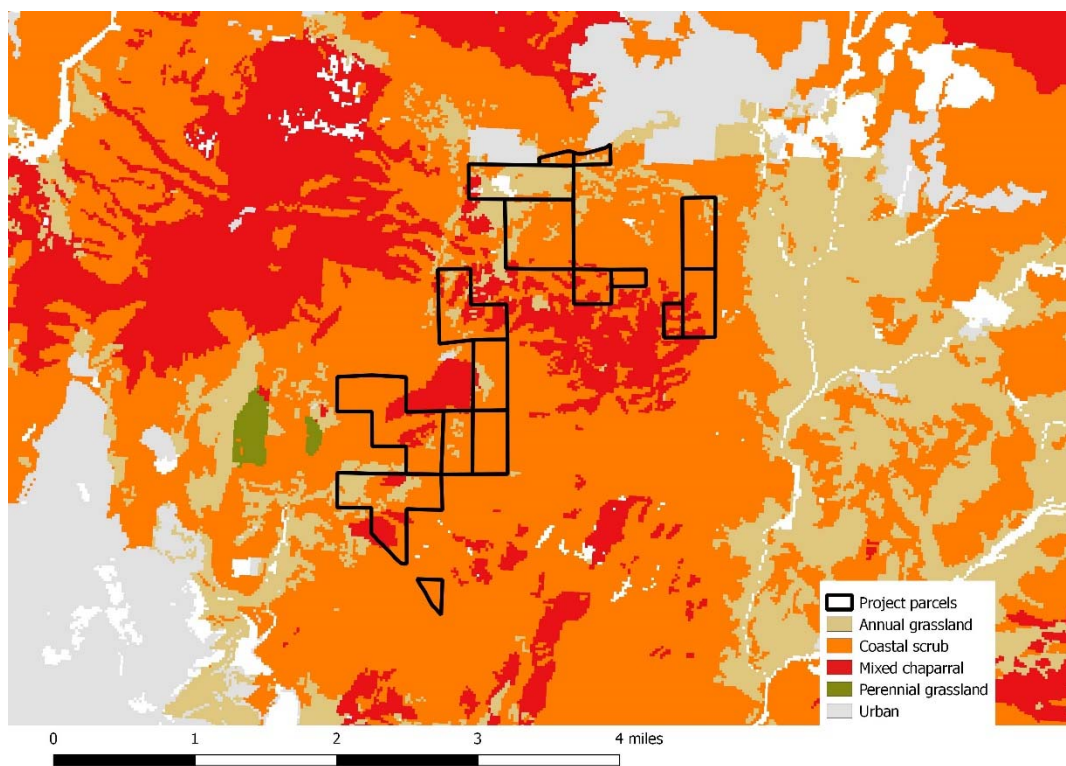 Project parcels
Annual grassland
Coastal scrub
Mixed chaparral
Perennial grassland
Urban
0 1 2 3 4 miles